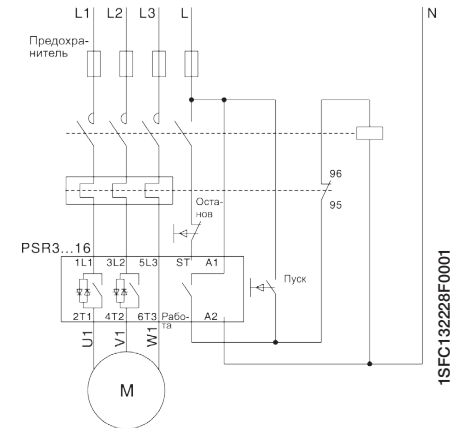 L1 L2 L3 L N
Предохра-
нитель
96
95
Оста-
нов
PSR3...16
1L1 3L2 5L3 ST A1
Пуск
2T1 4T2 6T3 Рабо-
та A2
U1 V1 W1
M
1SFC132228F0001